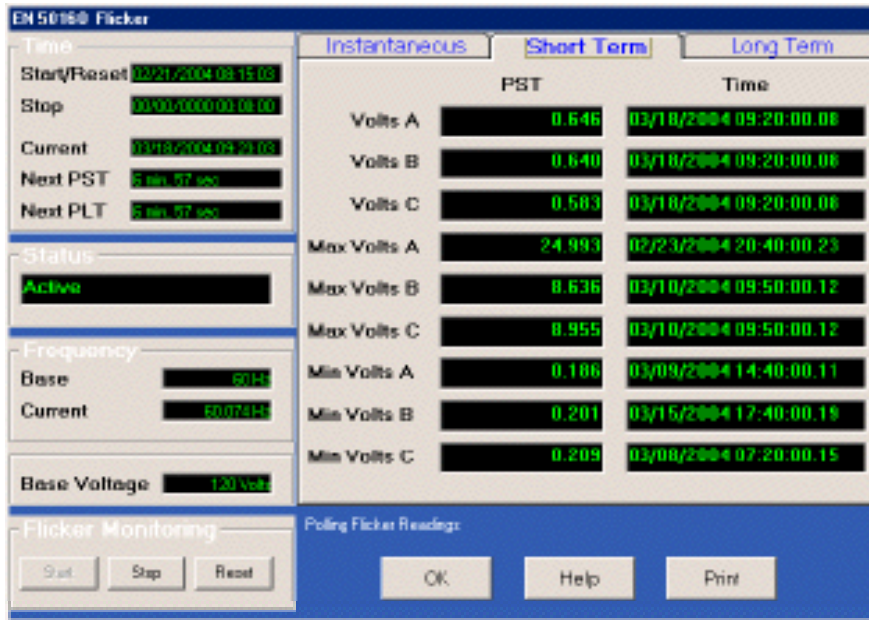 EN 50160 Flicker
Time
Start/Reset 02/21/2004 08:15:03
Stop 00/00/0000 00:00:00
Current 03/18/2004 09:23:03
Next PST 6 min. 57 sec
Next PLT 6 min. 57 sec
Status
Active
Frequency
Base 60 Hz
Current 60.074 Hz
Base Voltage 120 Volts
Flicker Monitoring
Start Stop Reset
Instantaneous Short Term Long Term
PST Time
Volts A 0.646 03/18/2004 09:20:00.08
Volts B 0.640 03/18/2004 09:20:00.08
Volts C 0.583 03/18/2004 09:20:00.08
Max Volts A 24.993 02/23/2004 20:40:00.23
Max Volts B 8.636 03/10/2004 09:50:00.12
Max Volts C 8.955 03/10/2004 09:50:00.12
Min Volts A 0.186 03/09/2004 14:40:00.11
Min Volts B 0.201 03/15/2004 17:40:00.19
Min Volts C 0.209 03/08/2004 07:20:00.15
Polling Flicker Readings
OK Help Print